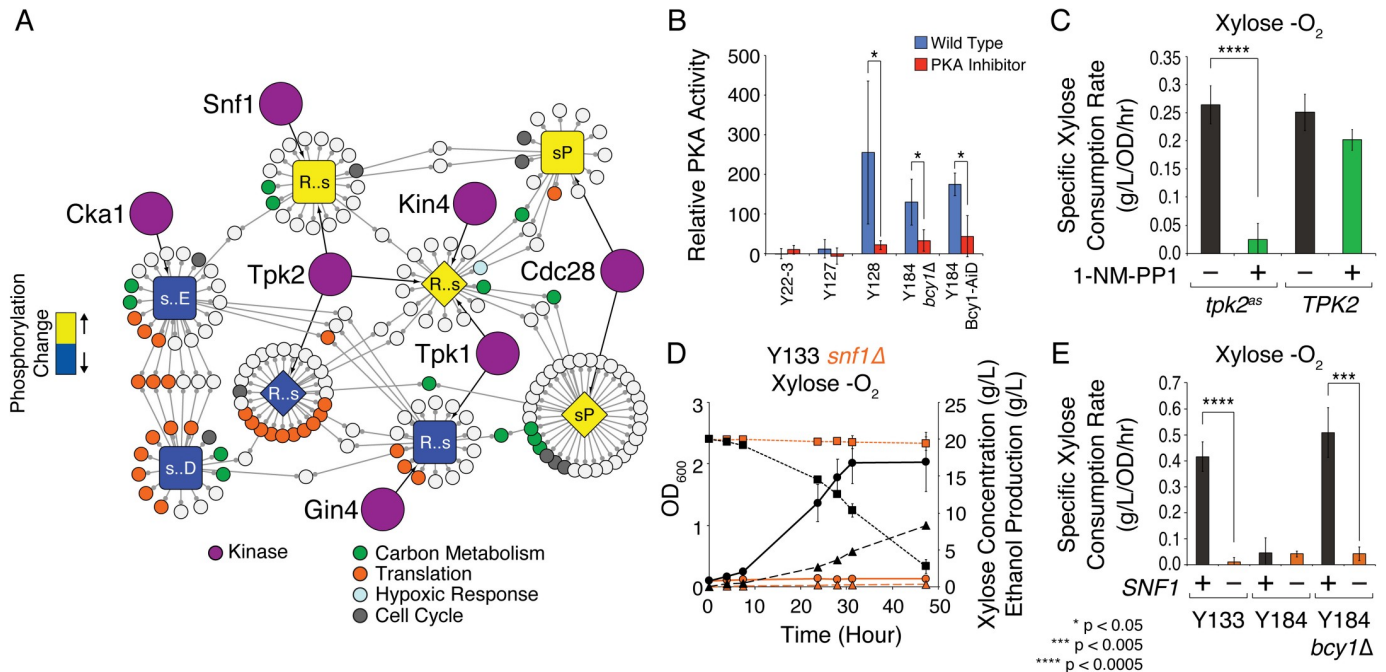 A
Snf1
R..s
sP
Cka1
Kin4
s..E
Tpk2
R..s
Cdc28
Phosphorylation
Change
Tpk1
R..s
R..s
sP
s..D
Gin4
Kinase
Carbon Metabolism
Translation
Hypoxic Response
Cell Cycle
B
Wild Type
PKA Inhibitor
Relative PKA Activity
500
400
300
200
100
0
*
*
*
Y22-3
Y127
Y128
Y184
bcy1Δ
Y184
Bcy1-AiD
C
Xylose -O2
Specific Xylose
Consumption Rate
(g/L/OD/hr)
0.35
0.30
0.25
0.20
0.15
0.10
0.05
0
****
1-NM-PP1
− + − +
tpk2as TPK2
D
Y133 snf1Δ
Xylose -O2
OD600
3
2
1
0
25
20
15
10
5
0
Xylose Concentration (g/L)
Ethanol Production (g/L)
0 10 20 30 40 50
Time (Hour)
E
Xylose -O2
Specific Xylose
Consumption Rate
(g/L/OD/hr)
0.7
0.6
0.5
0.4
0.3
0.2
0.1
0.0
****
***
SNF1
+ − + − + −
Y133 Y184 Y184
bcy1Δ
* p < 0.05
*** p < 0.005
**** p < 0.0005